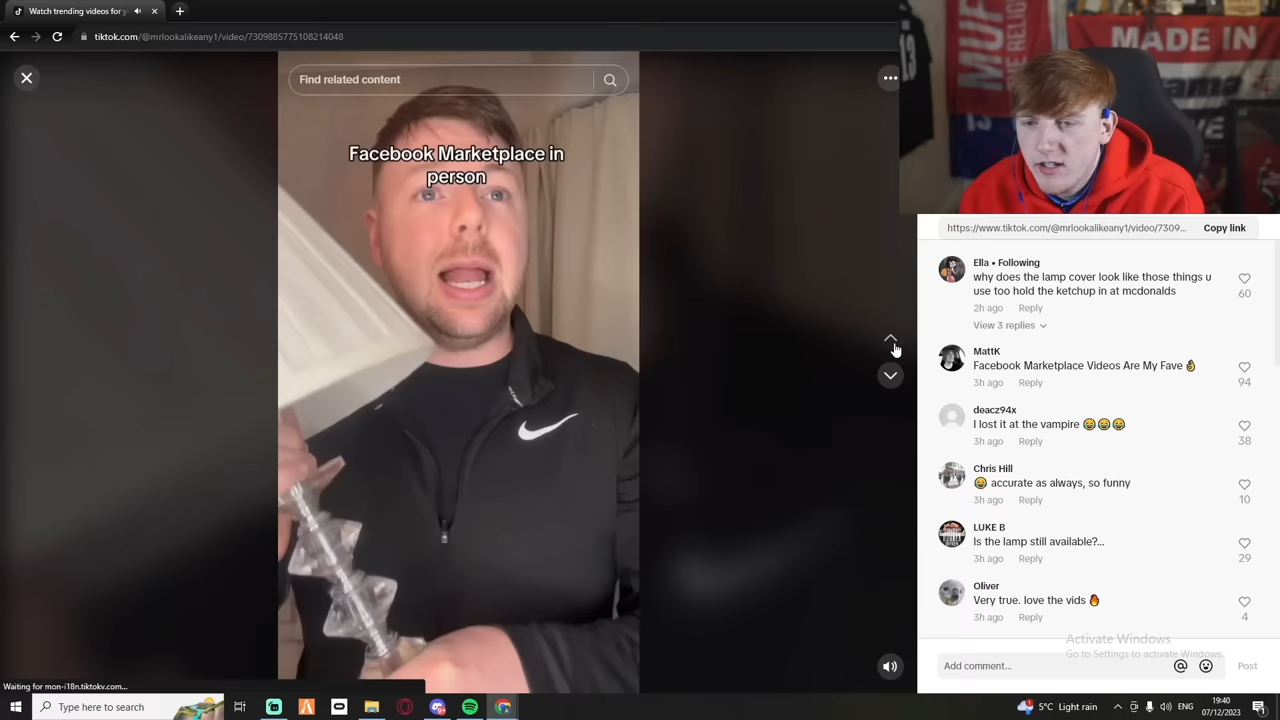 Watch trending videos for y
tiktok.com/@mrlookalikeany1/video/7309885775108214048
Find related content
Facebook Marketplace in
person
MADE IN
https://www.tiktok.com/@mrlookalikeany1/video/7309...
Copy link
Ella • Following
why does the lamp cover look like those things u
use too hold the ketchup in at mcdonalds
60
2h ago Reply
View 3 replies
MattK
Facebook Marketplace Videos Are My Fave 👌
94
3h ago Reply
deacz94x
I lost it at the vampire 😂😂😂
38
3h ago Reply
Chris Hill
😂 accurate as always, so funny
10
3h ago Reply
LUKE B
Is the lamp still available?...
29
3h ago Reply
Oliver
Very true. love the vids 🔥
4
3h ago Reply
Activate Windows
Go to Settings to activate Windows.
Add comment...
Post
Waiting for mon-i18n.tiktokv.com...
Type here to search
5°C Light rain
19:40
07/12/2023